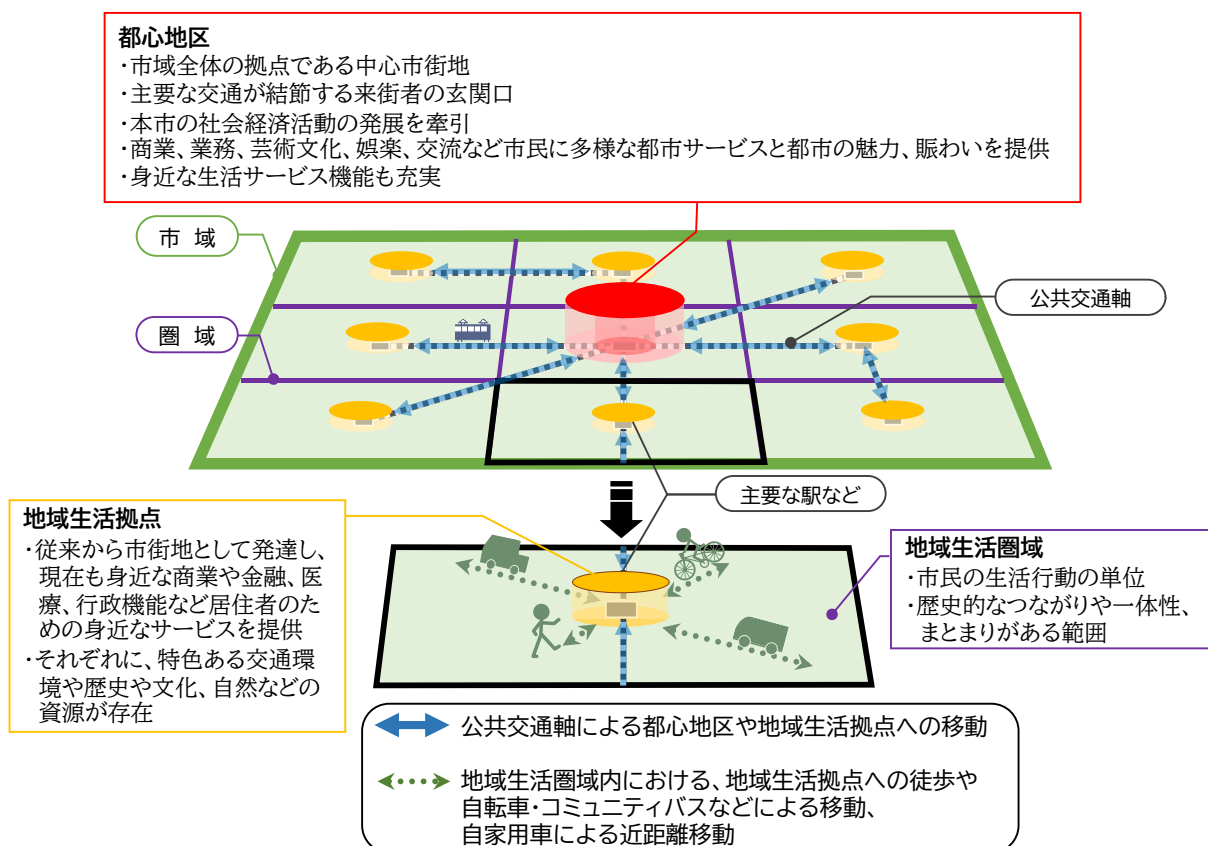 都心地区
・市域全体の拠点である中心市街地
・主要な交通が結節する来街者の玄関口
・本市の社会経済活動の発展を牽引
・商業、業務、芸術文化、娯楽、交流など市民に多様な都市サービスと都市の魅力、賑わいを提供
・身近な生活サービス機能も充実
市 域
圏 域
公共交通軸
主要な駅など
地域生活拠点
・従来から市街地として発達し、
現在も身近な商業や金融、医
療、行政機能など居住者のた
めの身近なサービスを提供
・それぞれに、特色ある交通環
境や歴史や文化、自然などの
資源が存在
地域生活圏域
・市民の生活行動の単位
・歴史的なつながりや一体性、
まとまりがある範囲
公共交通軸による都心地区や地域生活拠点への移動
地域生活圏域内における、地域生活拠点への徒歩や
自転車・コミュニティバスなどによる移動、
自家用車による近距離移動